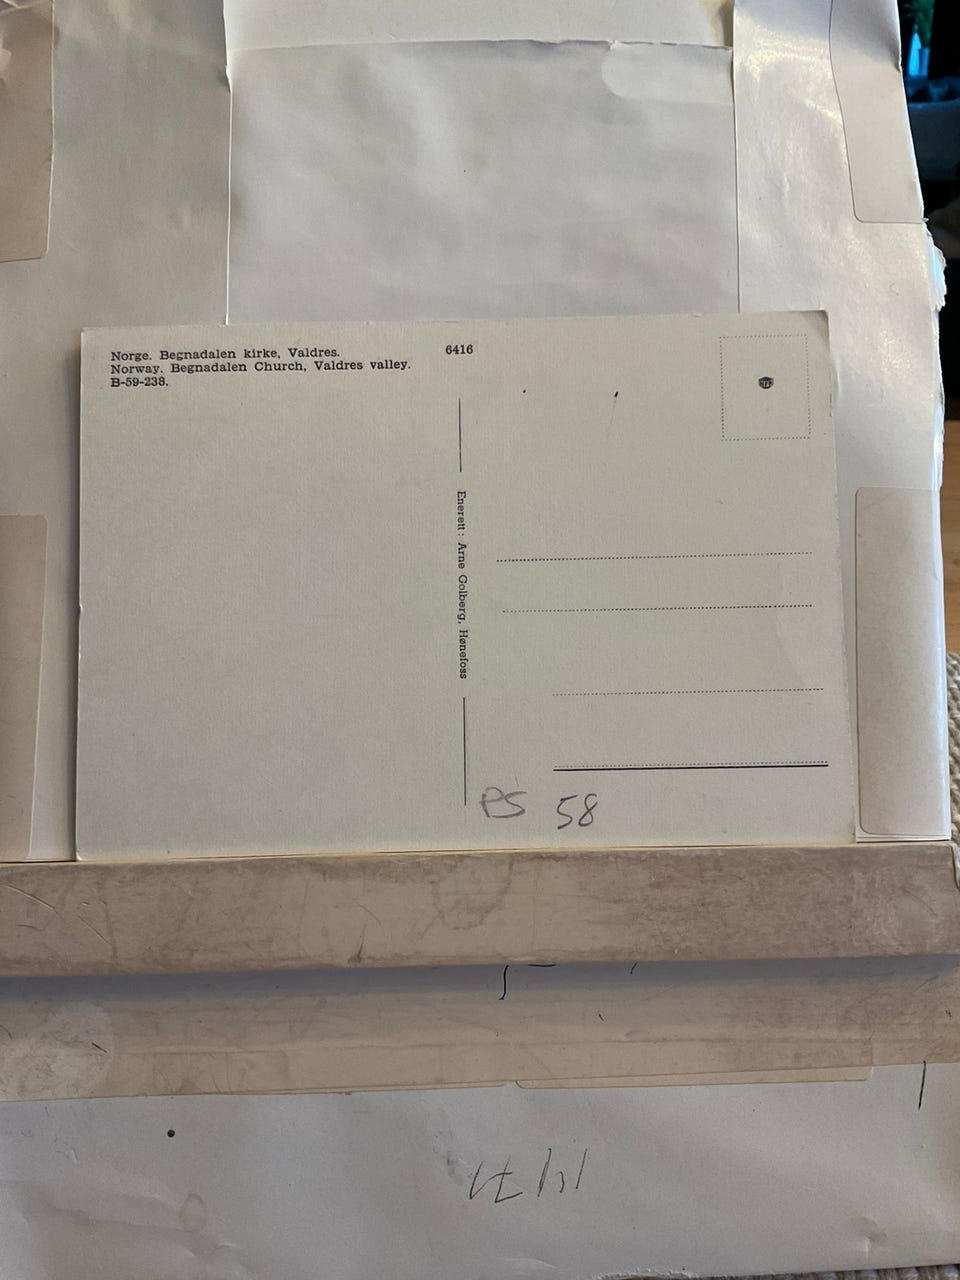 Norge. Begnadalen kirke, Valdres.
Norway. Begnadalen Church, Valdres valley.
B-59-238.
6416
Enerett: Arne Golberg, Hønefoss
PS 58